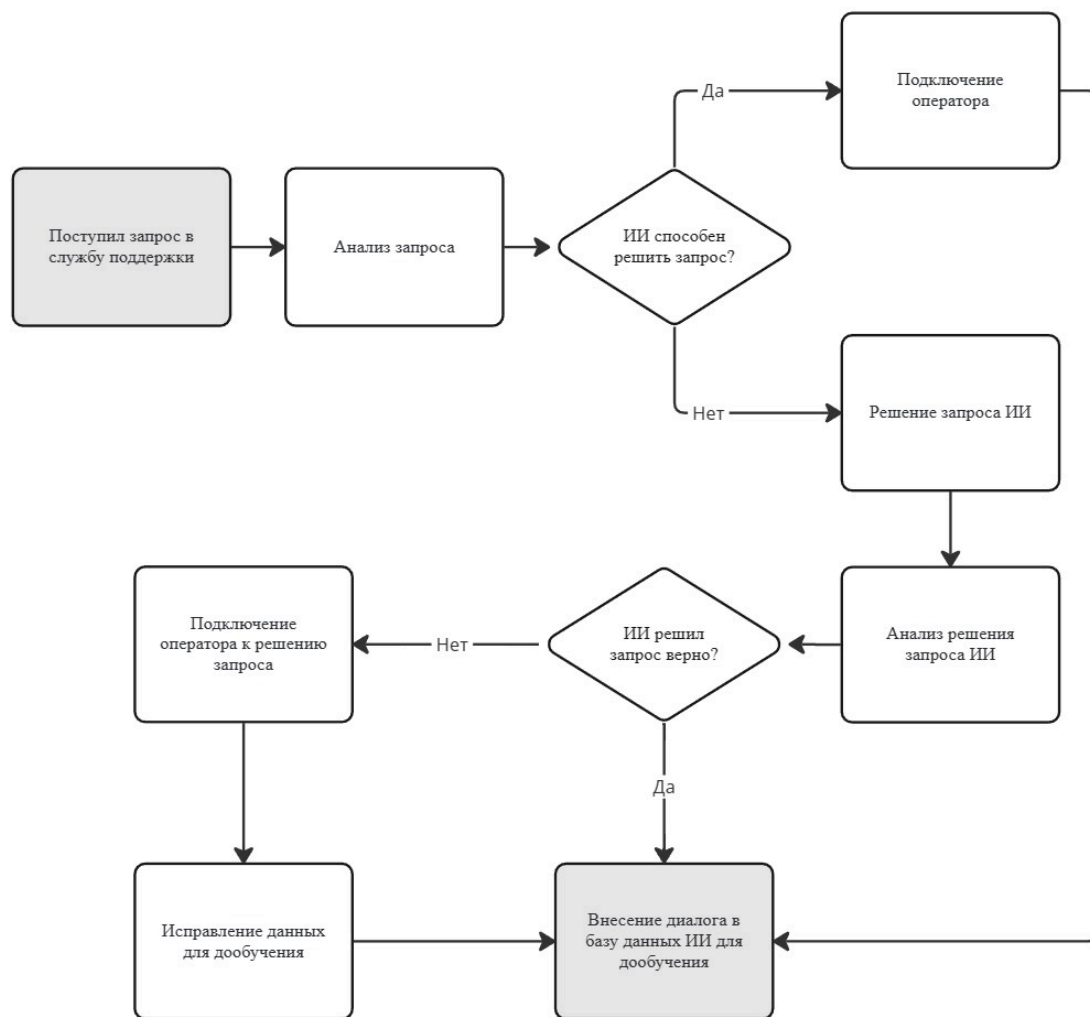 Подключение
оператора
Да
Поступил запрос в
службу поддержки
Анализ запроса
ИИ способен
решить запрос?
Нет
Решение запроса ИИ
Подключение
оператора к решению
запроса
Нет
ИИ решил
запрос верно?
Анализ решения
запроса ИИ
Да
Исправление данных
для дообучения
Внесение диалога в
базу данных ИИ для
дообучения